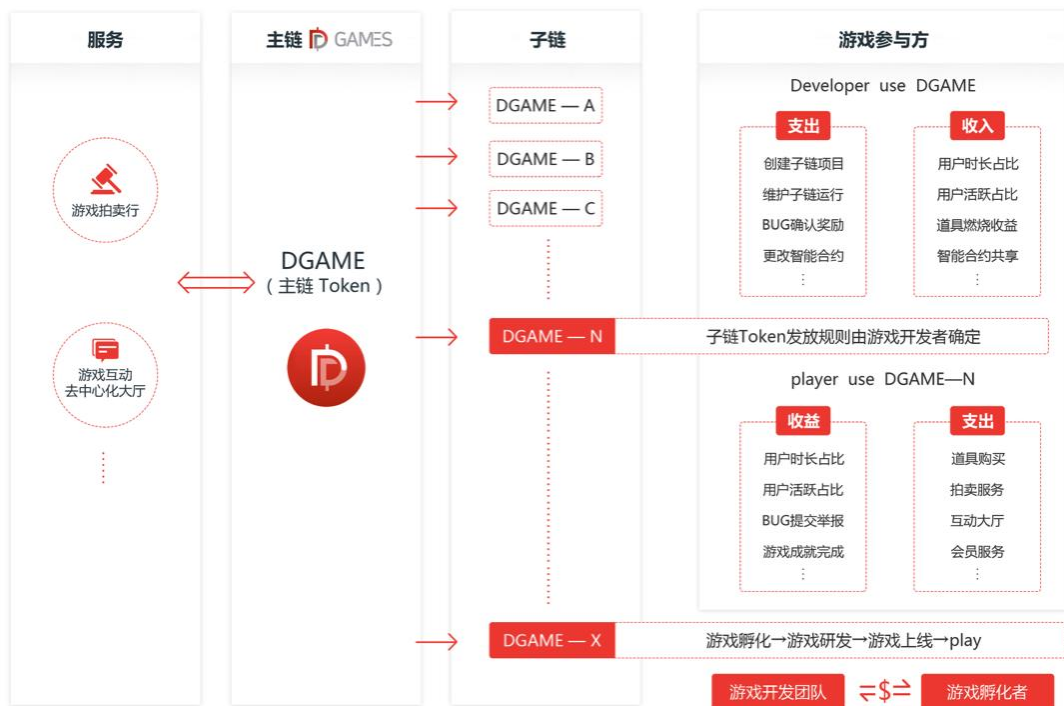 服务
游戏拍卖行
游戏互动
去中心化大厅
主链 GAMES
DGAME
（主链 Token）
子链
DGAME — A
DGAME — B
DGAME — C
DGAME — N
子链Token发放规则由游戏开发者确定
DGAME — X
游戏孵化→游戏研发→游戏上线→play
游戏参与方
Developer use DGAME
支出
创建子链项目
维护子链运行
BUG确认奖励
更改智能合约
收入
用户时长占比
用户活跃占比
道具燃烧收益
智能合约共享
player use DGAME—N
收益
用户时长占比
用户活跃占比
BUG提交举报
游戏成就完成
支出
道具购买
拍卖服务
互动大厅
会员服务
游戏开发团队 ⇌$⇌ 游戏孵化者